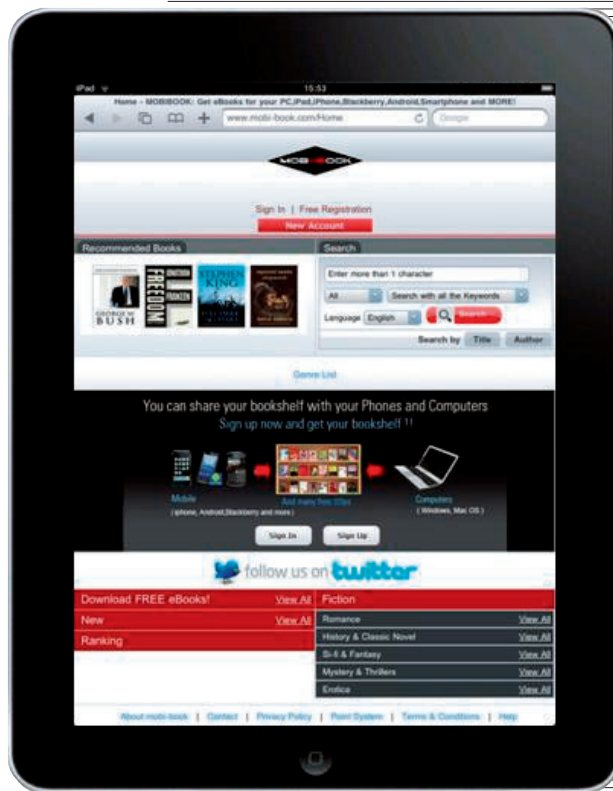 iPad 15:53
Home - MOBIBOOK: Get eBooks for your PC,iPad,iPhone,Blackberry,Android,Smartphone and MORE!
www.mobi-book.com/Home Google
MOBI BOOK
Sign In | Free Registration
New Account
Recommended Books Search
GEORGE W. BUSH
FREEDOM
STEPHEN KING
Enter more than 1 character
All Search with all the Keywords
Language English Search
Search by Title Author
Genre List
You can share your bookshelf with your Phones and Computers
Sign up now and get your bookshelf !!
Mobile And many free titles Computers
( iphone, Android,Blackberry and more ) ( Windows, Mac OS )
Sign In Sign Up
follow us on twitter
Download FREE eBooks! View All Fiction
New View All Romance View All
Ranking History & Classic Novel View All
Si-fi & Fantasy View All
Mystery & Thrillers View All
Erotica View All
About mobi-book | Contact | Privacy Policy | Point System | Terms & Conditions | Help